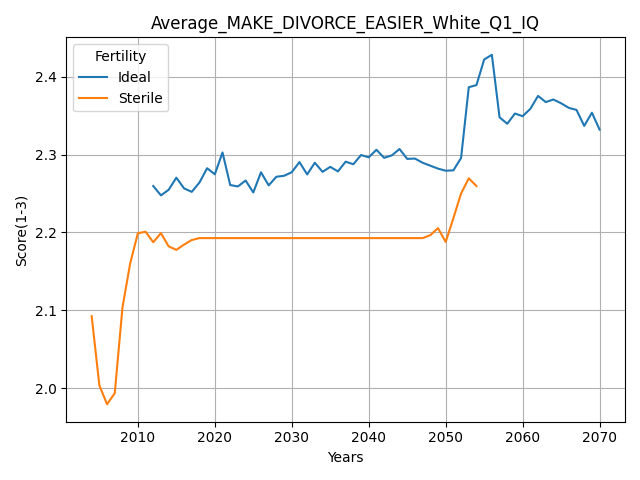 Average_MAKE_DIVORCE_EASIER_White_Q1_IQ
Fertility
Ideal
Sterile
2.4
2.3
2.2
2.1
2.0
Score(1-3)
2010 2020 2030 2040 2050 2060 2070
Years